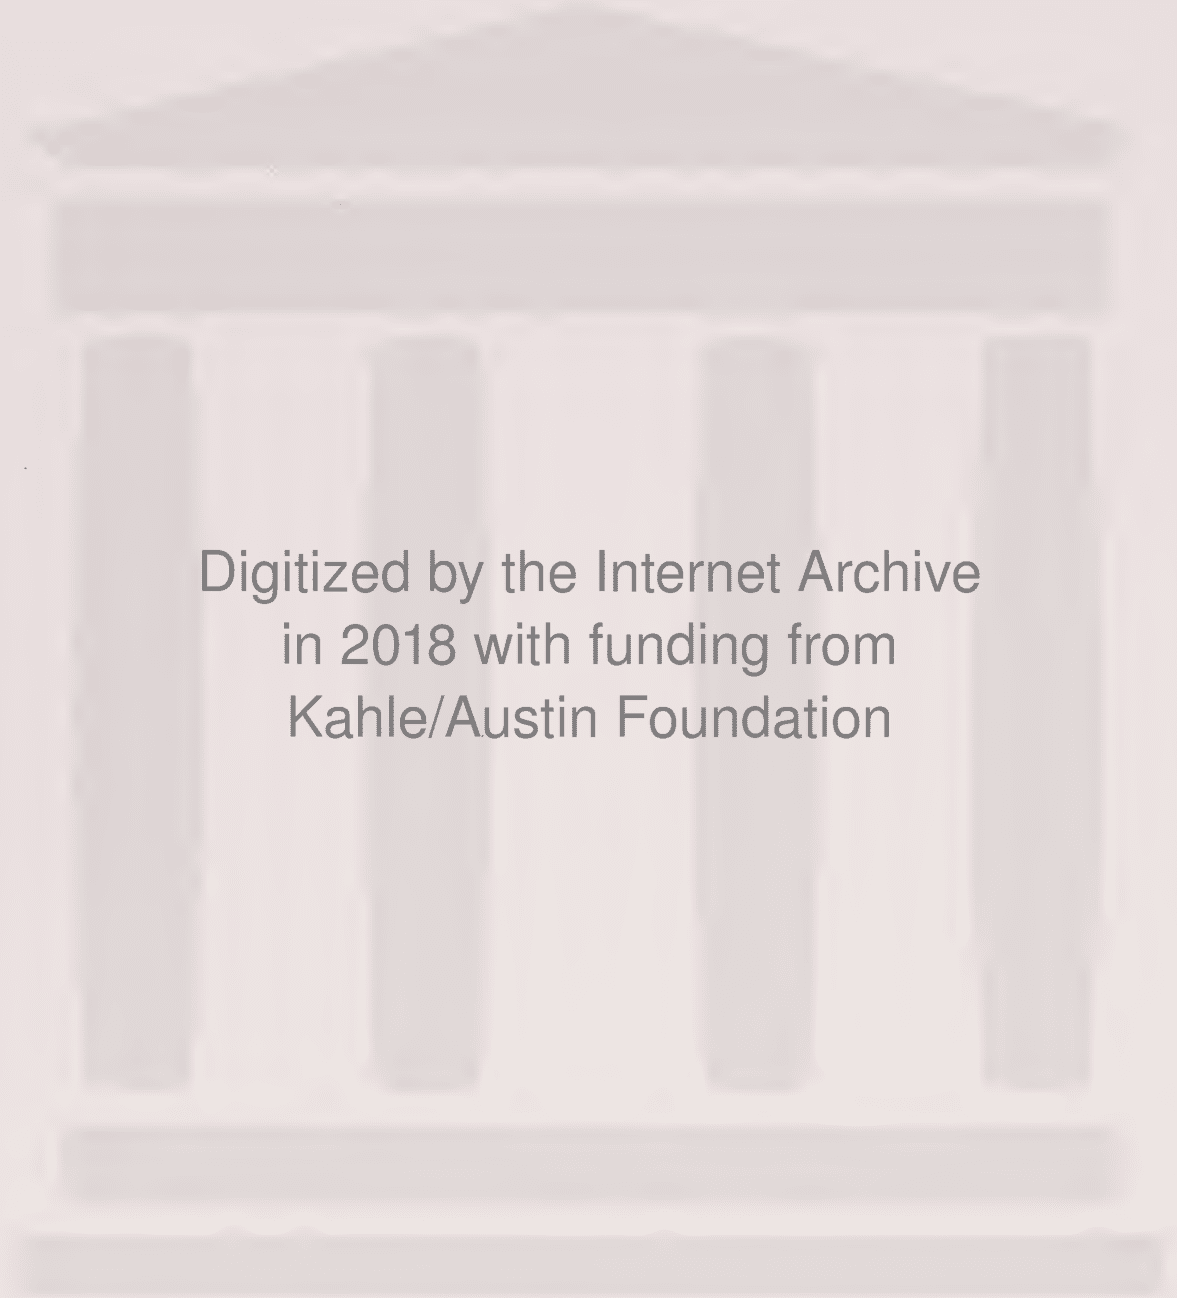 Digitized by the Internet Archive
in 2018 with funding from
Kahle/Austin Foundation